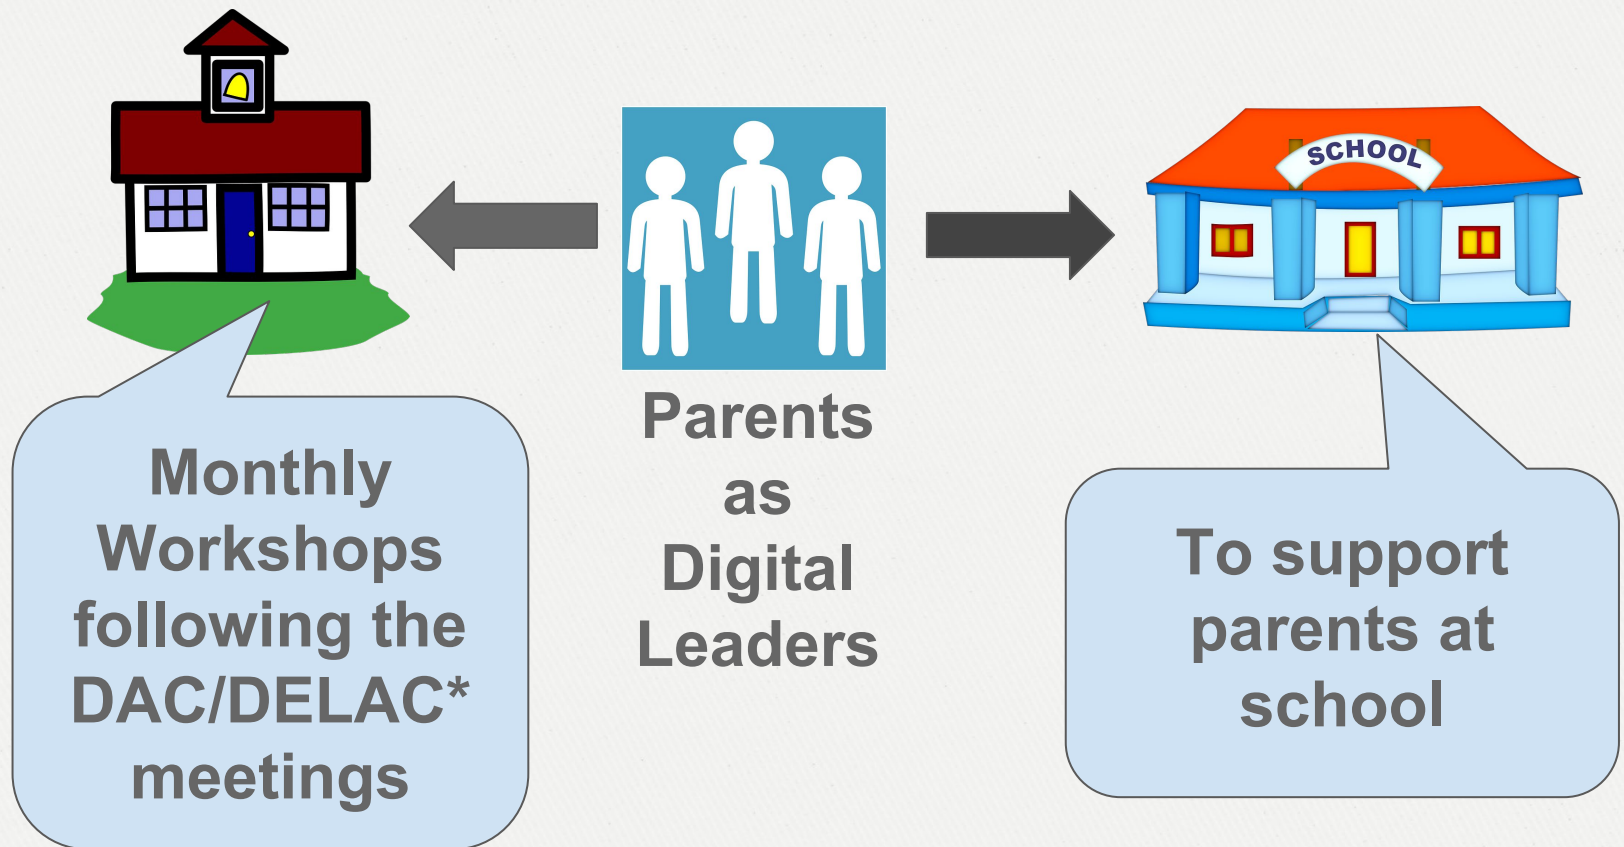 SCHOOL
Monthly
Workshops
following the
DAC/DELAC*
meetings
Parents
as
Digital
Leaders
To support
parents at
school